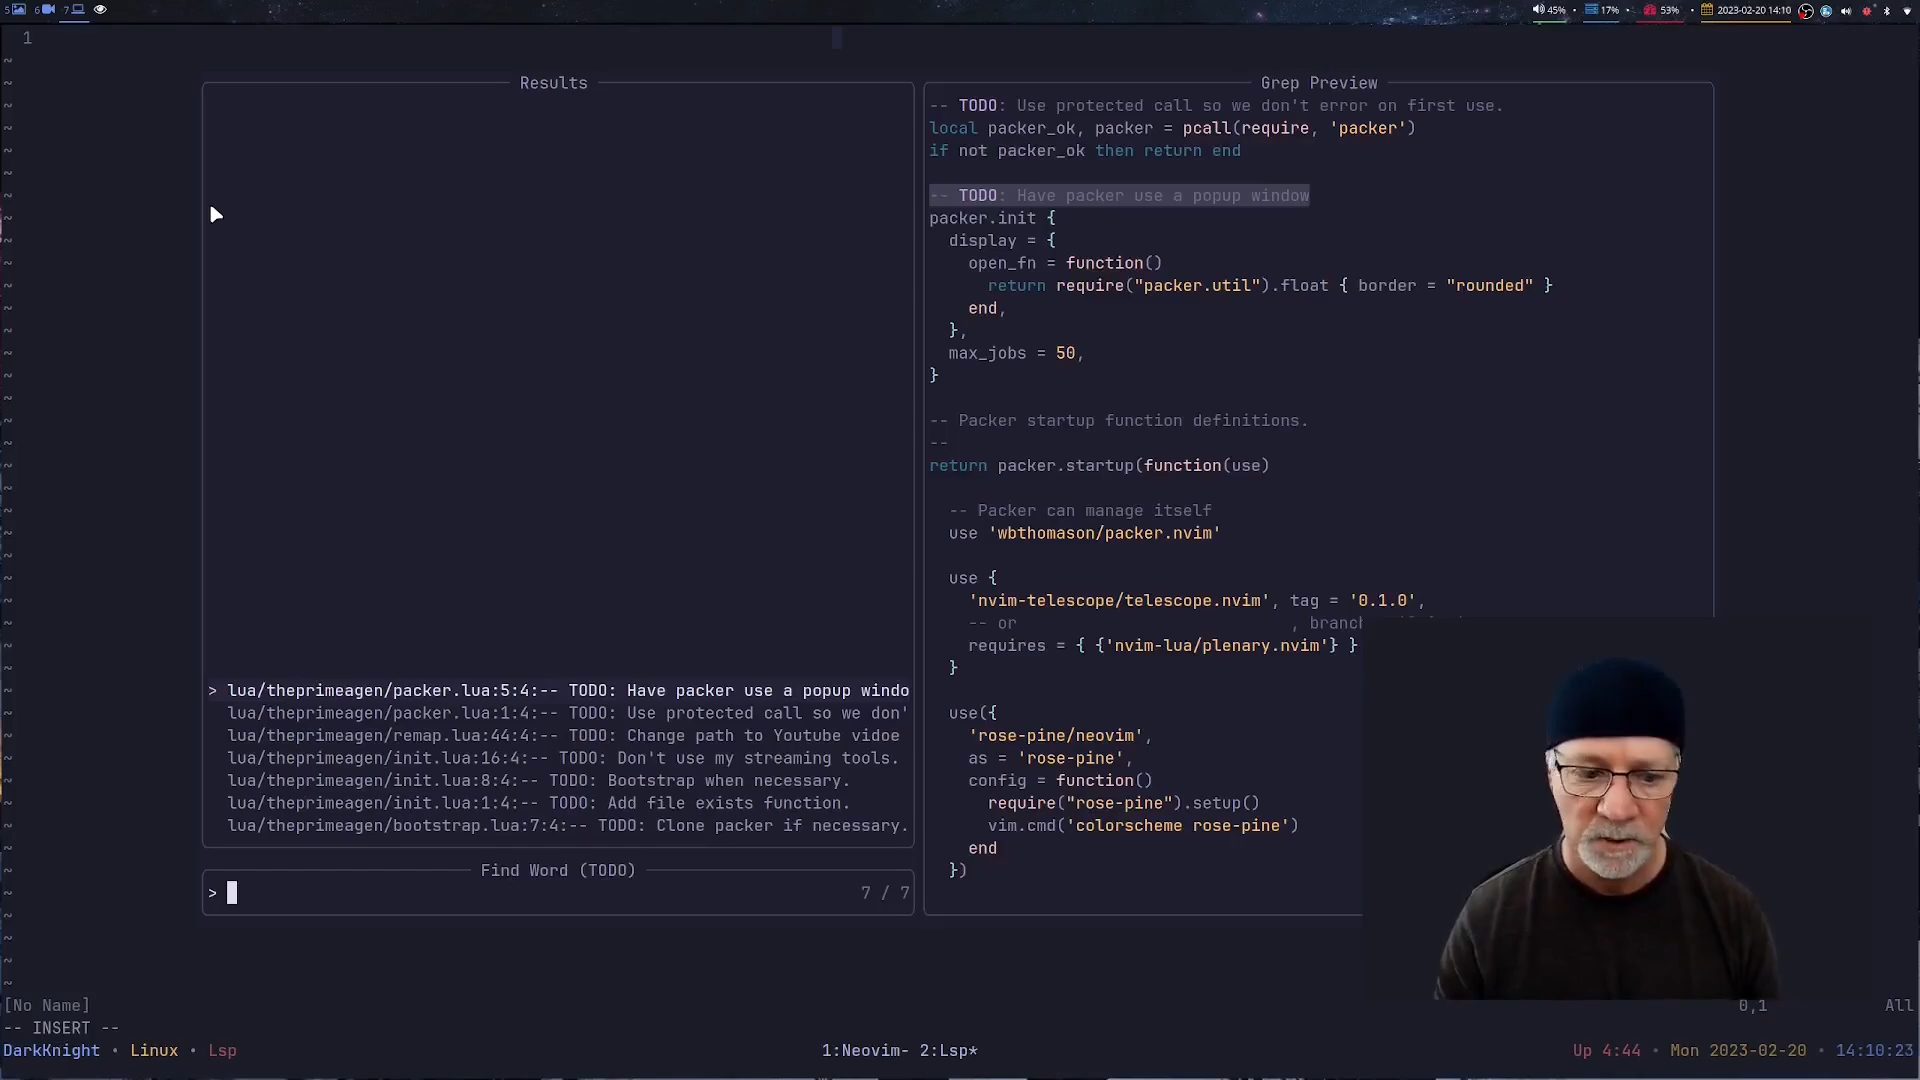 5 6 7 45% • 17% • 53% • 2023-02-20 14:10
1
Results
> lua/theprimeagen/packer.lua:5:4:-- TODO: Have packer use a popup windo
lua/theprimeagen/packer.lua:1:4:-- TODO: Use protected call so we don'
lua/theprimeagen/remap.lua:44:4:-- TODO: Change path to Youtube vidoe
lua/theprimeagen/init.lua:16:4:-- TODO: Don't use my streaming tools.
lua/theprimeagen/init.lua:8:4:-- TODO: Bootstrap when necessary.
lua/theprimeagen/init.lua:1:4:-- TODO: Add file exists function.
lua/theprimeagen/bootstrap.lua:7:4:-- TODO: Clone packer if necessary.
Find Word (TODO)
> 7 / 7
Grep Preview
-- TODO: Use protected call so we don't error on first use.
local packer_ok, packer = pcall(require, 'packer')
if not packer_ok then return end
-- TODO: Have packer use a popup window
packer.init {
display = {
open_fn = function()
return require("packer.util").float { border = "rounded" }
end,
},
max_jobs = 50,
}
-- Packer startup function definitions.
--
return packer.startup(function(use)
-- Packer can manage itself
use 'wbthomason/packer.nvim'
use {
'nvim-telescope/telescope.nvim', tag = '0.1.0',
-- or , branch
requires = { {'nvim-lua/plenary.nvim'} }
}
use({
'rose-pine/neovim',
as = 'rose-pine',
config = function()
require("rose-pine").setup()
vim.cmd('colorscheme rose-pine')
end
})
[No Name] 0,1 All
-- INSERT --
DarkKnight • Linux • Lsp 1:Neovim- 2:Lsp* Up 4:44 • Mon 2023-02-20 • 14:10:23